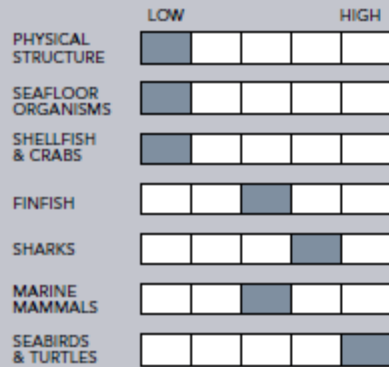 LOW HIGH
PHYSICAL
STRUCTURE
SEAFLOOR
ORGANISMS
SHELLFISH
& CRABS
FINFISH
SHARKS
MARINE
MAMMALS
SEABIRDS
& TURTLES